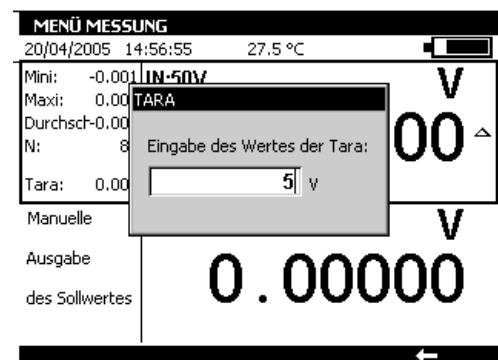 MENÜ MESSUNG
20/04/2005 14:56:55 27.5 °C
Mini: -0.001 IN:50V V
Maxi: 0.00
TARA
Durchscł-0.00
N: 8
Eingabe des Wertes der Tara:
00
Tara: 0.00
5 V
Manuelle V
Ausgabe
0.00000
des Sollwertes